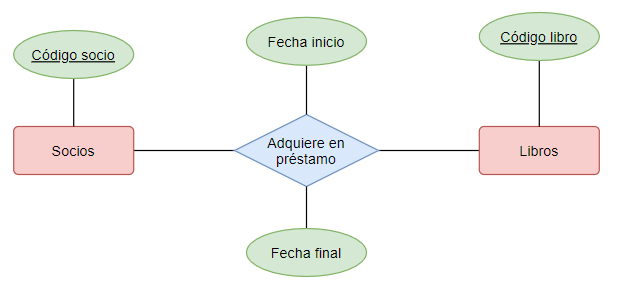 Código socio
Fecha inicio
Código libro
Socios
Adquiere en
préstamo
Libros
Fecha final